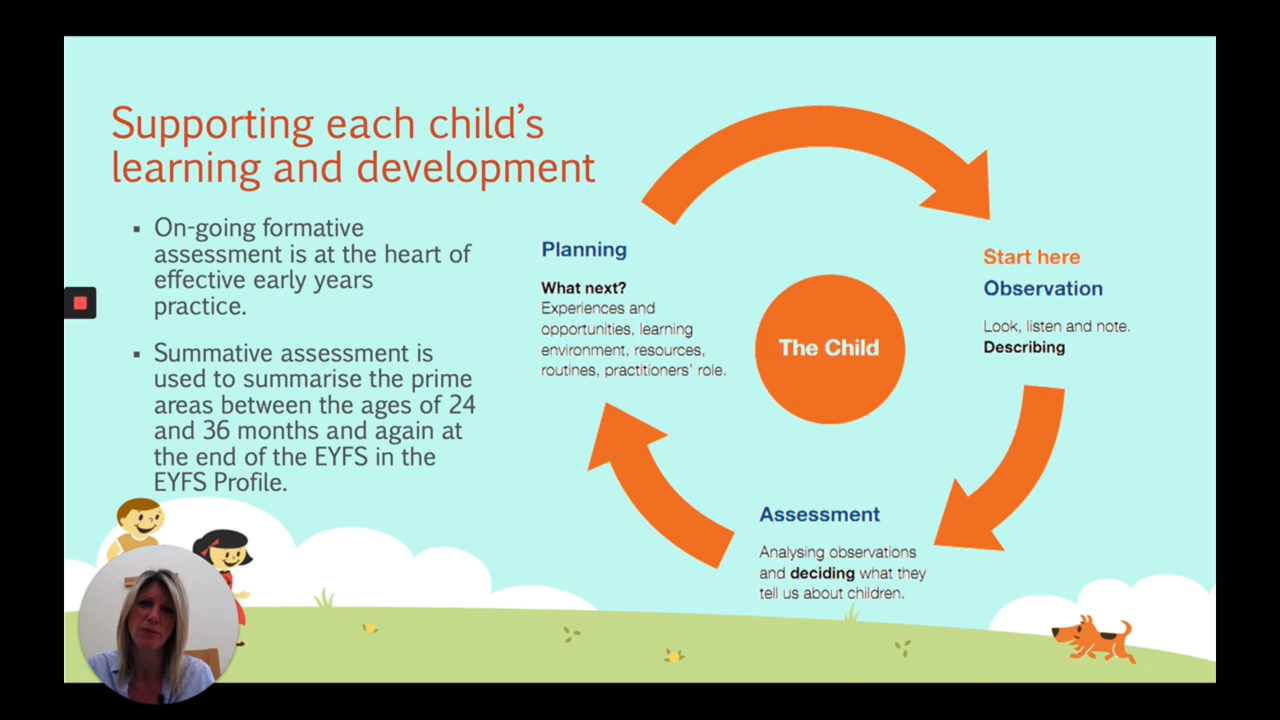 Supporting each child’s
learning and development
▪ On-going formative
assessment is at the heart of
effective early years
practice.
▪ Summative assessment is
used to summarise the prime
areas between the ages of 24
and 36 months and again at
the end of the EYFS in the
EYFS Profile.
Planning
What next?
Experiences and
opportunities, learning
environment, resources,
routines, practitioners’ role.
The Child
Start here
Observation
Look, listen and note.
Describing
Assessment
Analysing observations
and deciding what they
tell us about children.